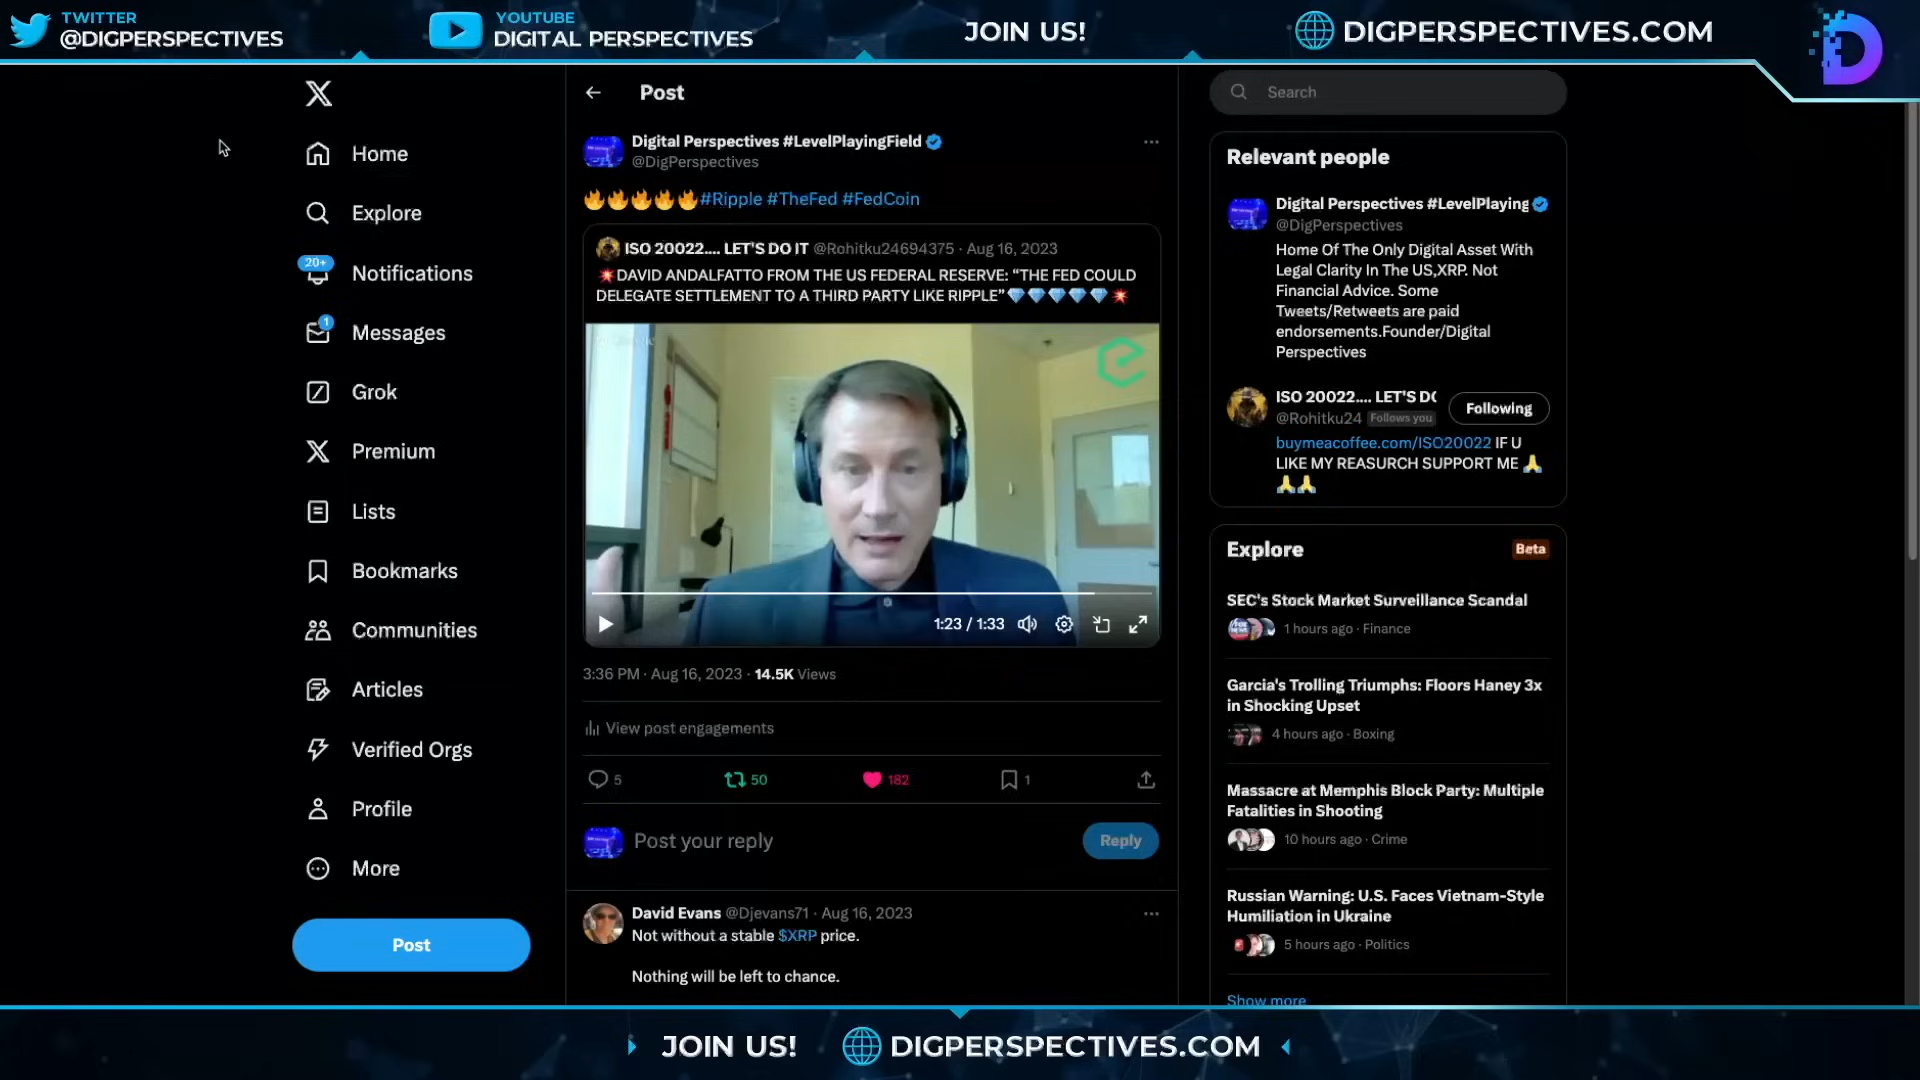 TWITTER
@DIGPERSPECTIVES
YOUTUBE
DIGITAL PERSPECTIVES
JOIN US!
DIGPERSPECTIVES.COM
Home
Explore
20+
Notifications
1
Messages
Grok
Premium
Lists
Bookmarks
Communities
Articles
Verified Orgs
Profile
More
Post
Post
Digital Perspectives #LevelPlayingField
@DigPerspectives
#Ripple #TheFed #FedCoin
ISO 20022.... LET'S DO IT @Rohitku24694375 · Aug 16, 2023
DAVID ANDALFATTO FROM THE US FEDERAL RESERVE: “THE FED COULD
DELEGATE SETTLEMENT TO A THIRD PARTY LIKE RIPPLE”
1:23 / 1:33
3:36 PM · Aug 16, 2023 · 14.5K Views
View post engagements
5 50 182 1
Post your reply
Reply
David Evans @Djevans71 · Aug 16, 2023
Not without a stable $XRP price.
Nothing will be left to chance.
Search
Relevant people
Digital Perspectives #LevelPlaying
@DigPerspectives
Home Of The Only Digital Asset With
Legal Clarity In The US,XRP. Not
Financial Advice. Some
Tweets/Retweets are paid
endorsements.Founder/Digital
Perspectives
ISO 20022.... LET'S DO
@Rohitku24 Follows you
Following
buymeacoffee.com/ISO20022 IF U
LIKE MY REASURCH SUPPORT ME
Explore
Beta
SEC's Stock Market Surveillance Scandal
1 hours ago · Finance
Garcia's Trolling Triumphs: Floors Haney 3x
in Shocking Upset
4 hours ago · Boxing
Massacre at Memphis Block Party: Multiple
Fatalities in Shooting
10 hours ago · Crime
Russian Warning: U.S. Faces Vietnam-Style
Humiliation in Ukraine
5 hours ago · Politics
Show more
JOIN US!
DIGPERSPECTIVES.COM